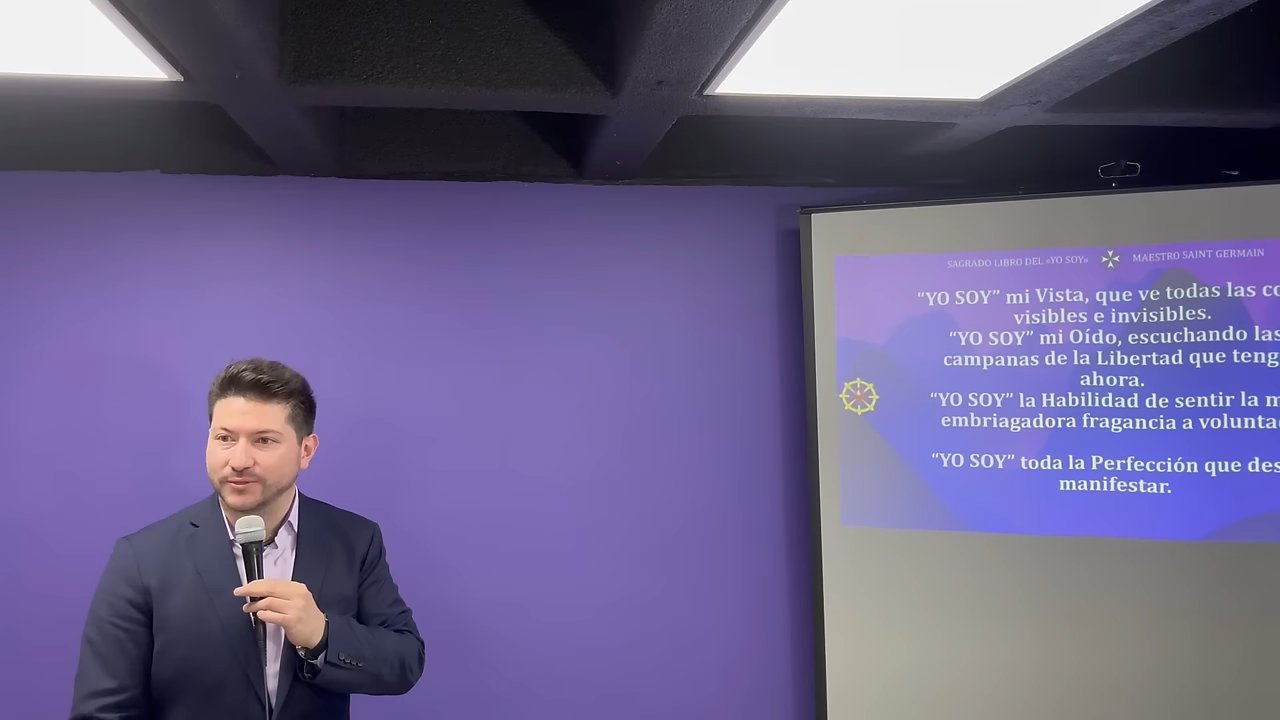 SAGRADO LIBRO DEL «YO SOY» MAESTRO SAINT GERMAIN
“YO SOY” mi Vista, que ve todas las
visibles e invisibles.
“YO SOY” mi Oído, escuchando las
campanas de la Libertad que
ahora.
“YO SOY” la Habilidad de sentir la
embriagadora fragancia a
“YO SOY” toda la Perfección que
manifestar.